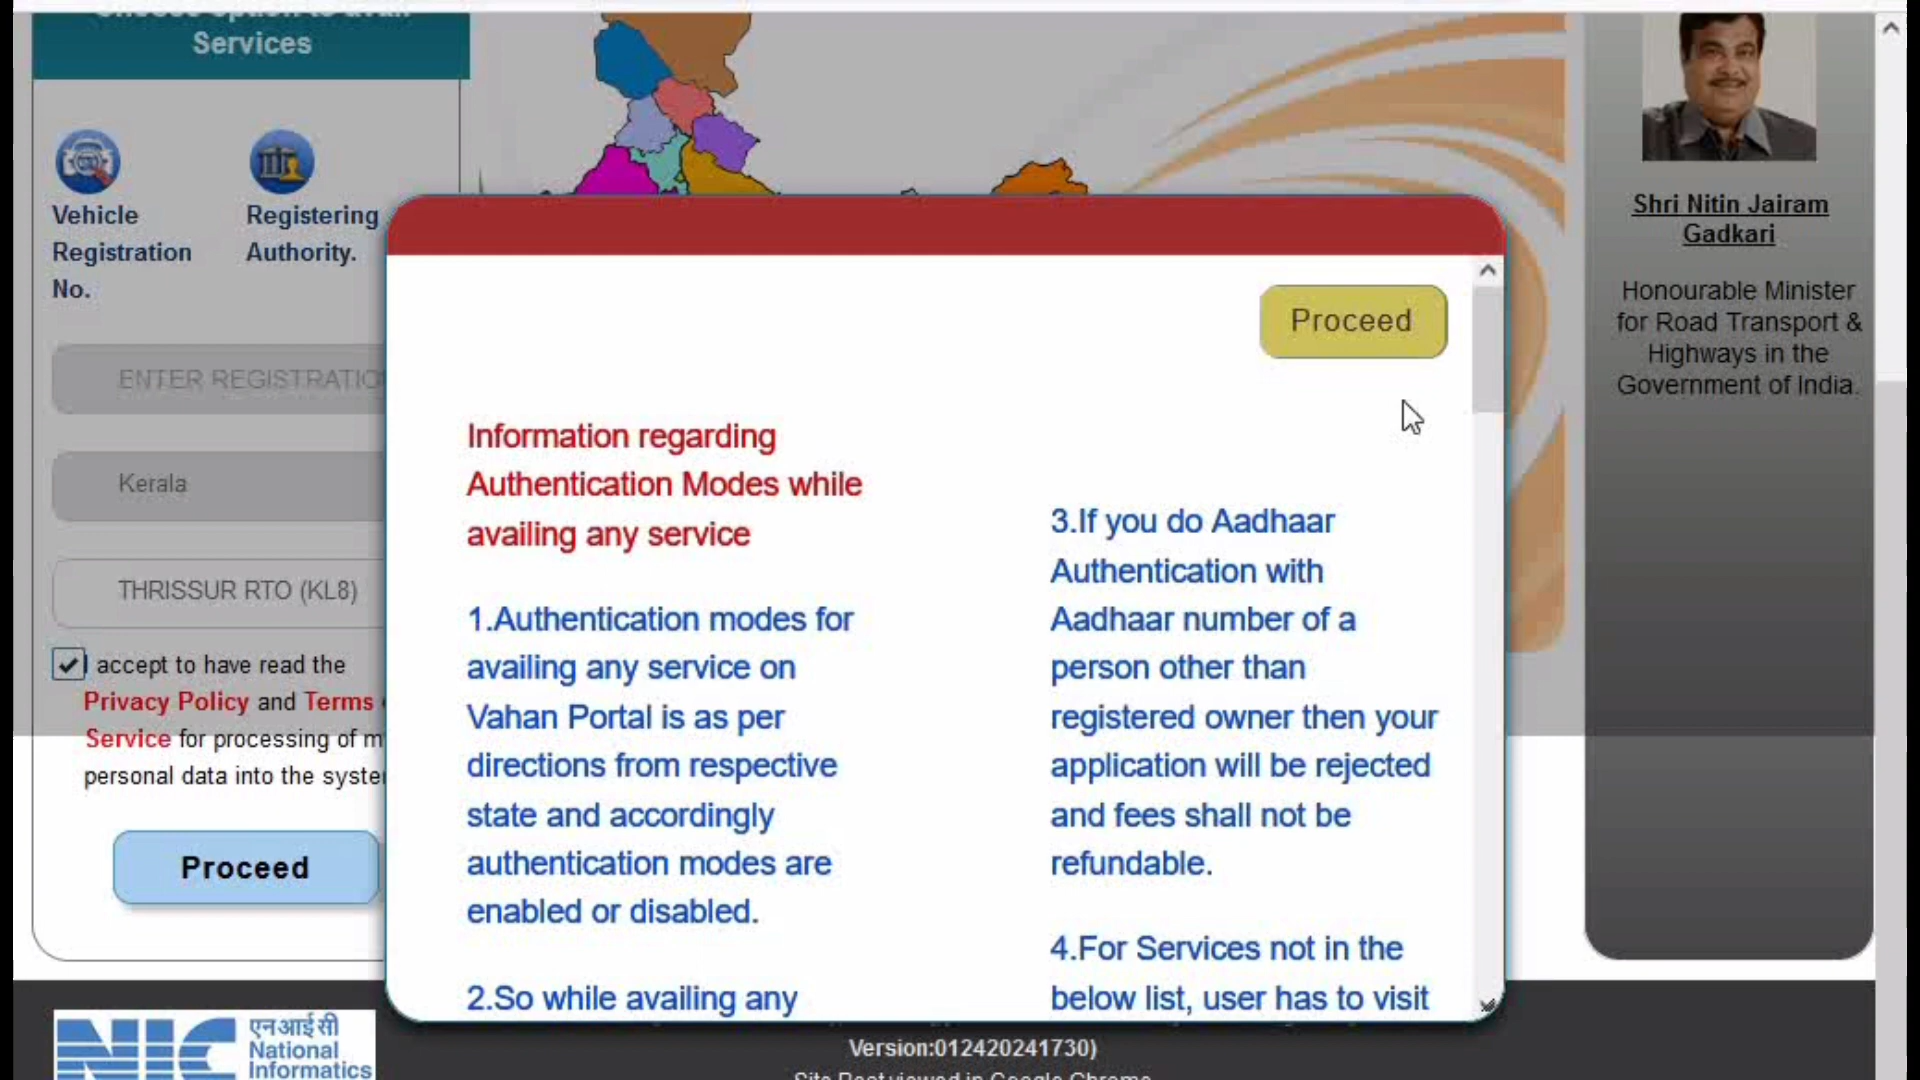 Services
Vehicle
Registration
No.
Registering
Authority.
ENTER REGISTRATIO
Kerala
THRISSUR RTO (KL8)
I accept to have read the
Privacy Policy and Terms
Service for processing of m
personal data into the syste
Proceed
Proceed
Information regarding
Authentication Modes while
availing any service
1.Authentication modes for
availing any service on
Vahan Portal is as per
directions from respective
state and accordingly
authentication modes are
enabled or disabled.
2.So while availing any
3.If you do Aadhaar
Authentication with
Aadhaar number of a
person other than
registered owner then your
application will be rejected
and fees shall not be
refundable.
4.For Services not in the
below list, user has to visit
Shri Nitin Jairam
Gadkari
Honourable Minister
for Road Transport &
Highways in the
Government of India.
NIC
एनआईसी
National
Informatics
Version:012420241730)